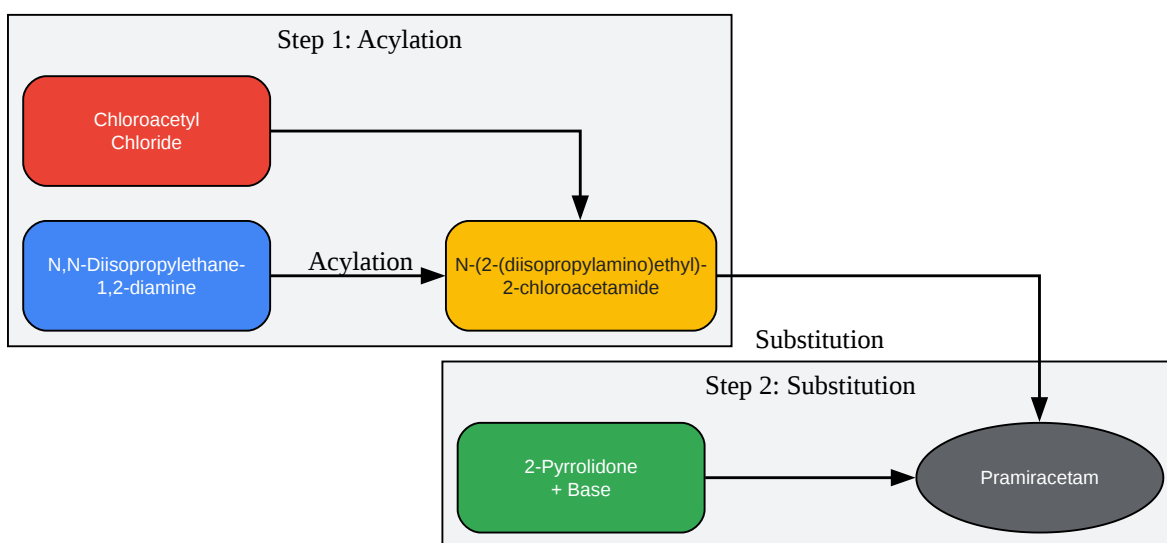 Step 1: Acylation
Chloroacetyl
Chloride
N,N-Diisopropylethane-
1,2-diamine
Acylation
N-(2-(diisopropylamino)ethyl)-
2-chloroacetamide
Substitution
Step 2: Substitution
2-Pyrrolidone
+ Base
Pramiracetam